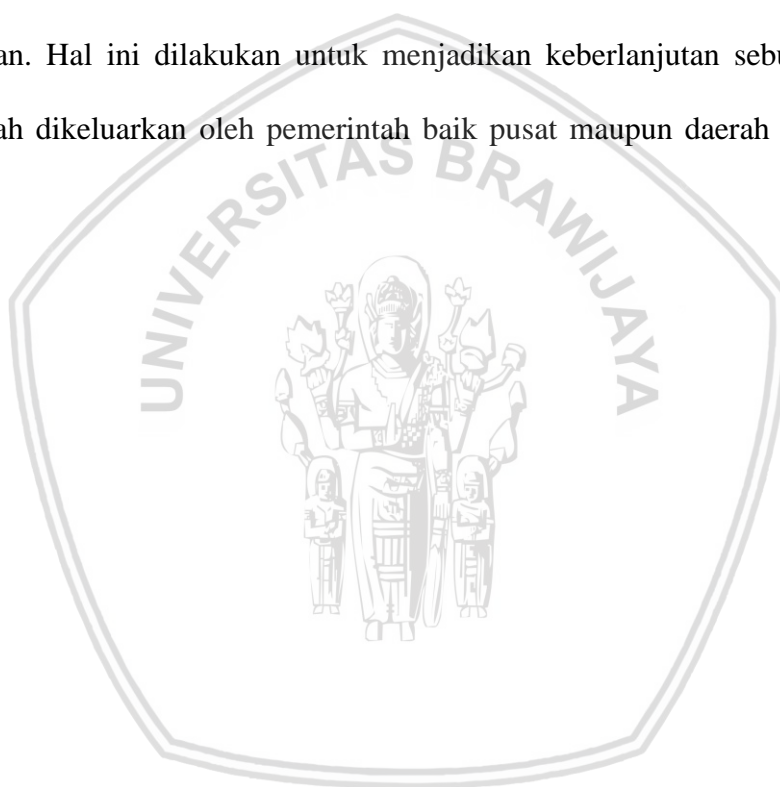 an. Hal ini dilakukan untuk menjadikan keberlanjutan sebu
ah dikeluarkan oleh pemerintah baik pusat maupun daerah
UNIVERSITAS BRAWIJAYA